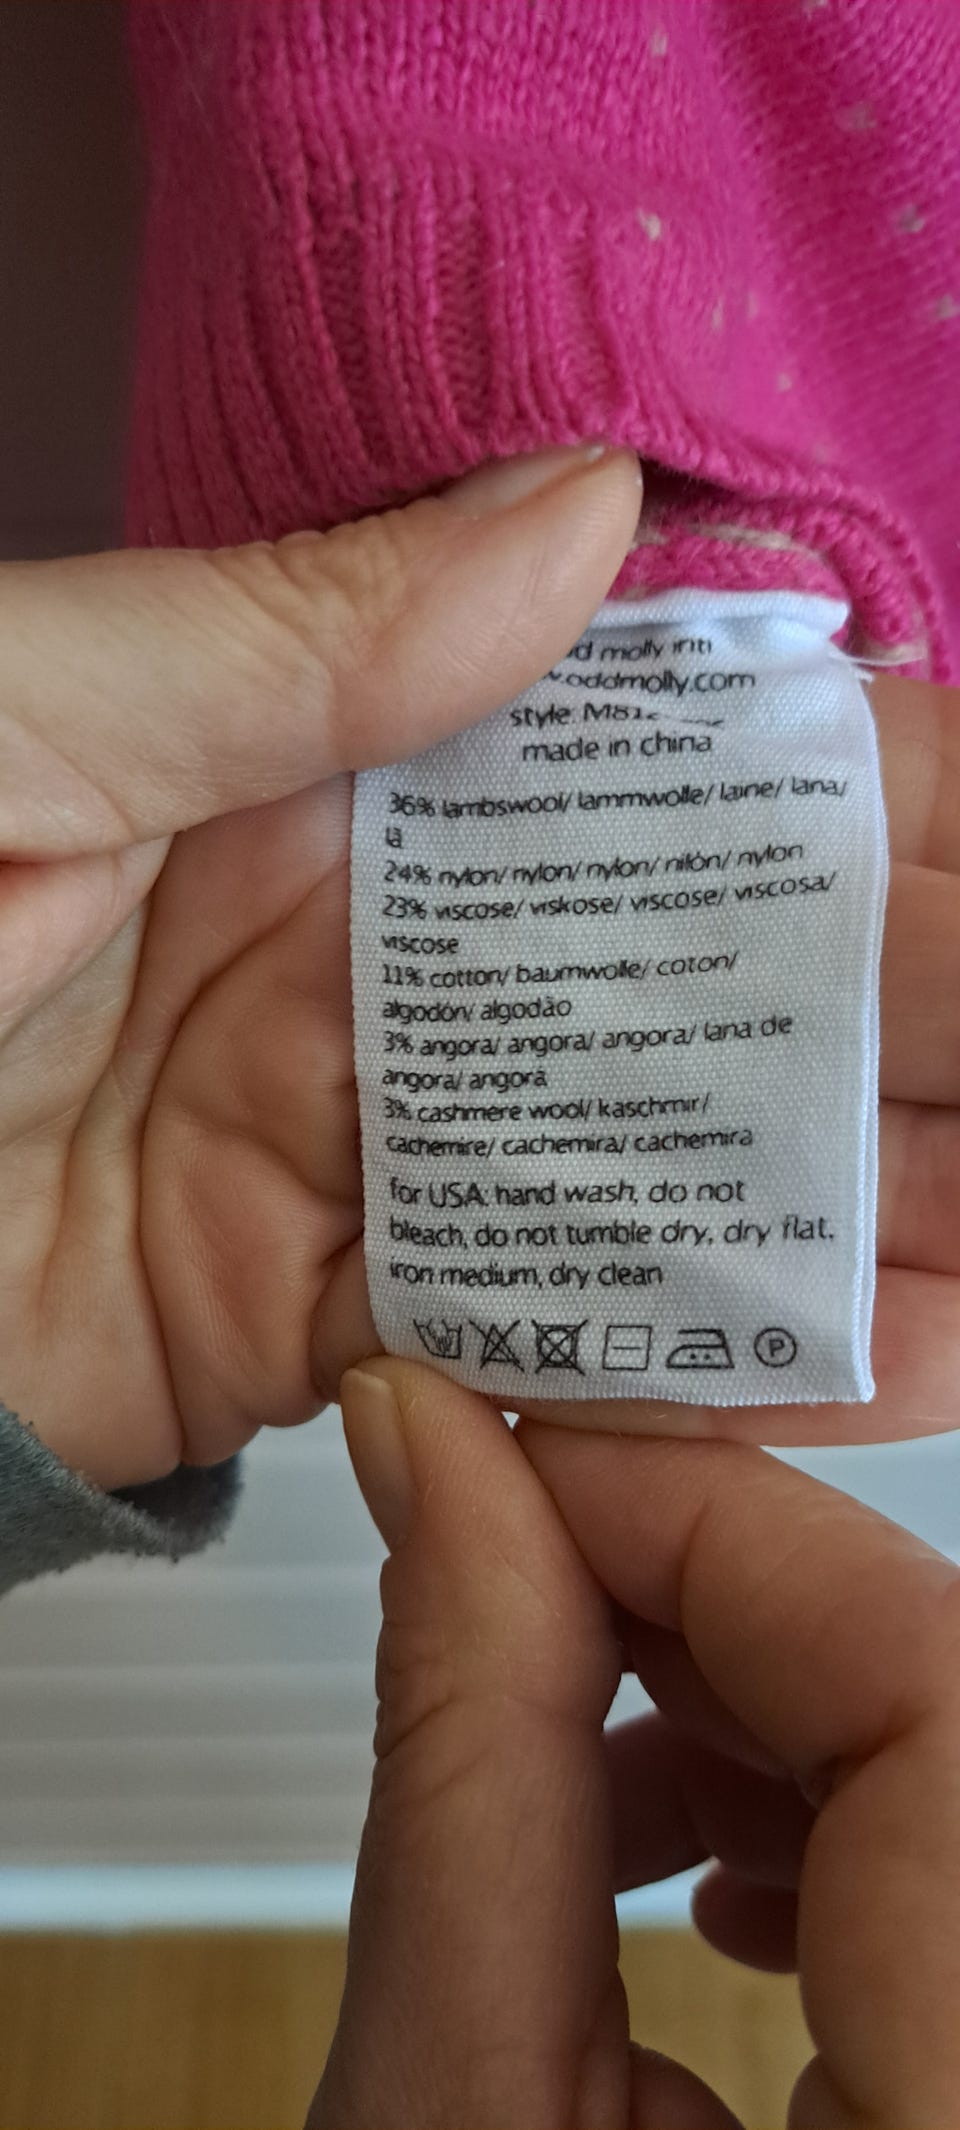 molly
.oddmolly.com
style: M81
made in china
36% lambswool/ lammwolle/ laine/ lana/
lã
24% nylon/ nylon/ nylon/ nilón/ nylon
23% viscose/ viskose/ viscose/ viscosa/
viscose
11% cotton/ baumwolle/ coton/
algodón/ algodão
3% angora/ angora/ angora/ lana de
angora/ angorá
3% cashmere wool/ kaschmir/
cachemire/ cachemira/ cachemira
for USA: hand wash, do not
bleach, do not tumble dry, dry flat,
iron medium, dry clean
P